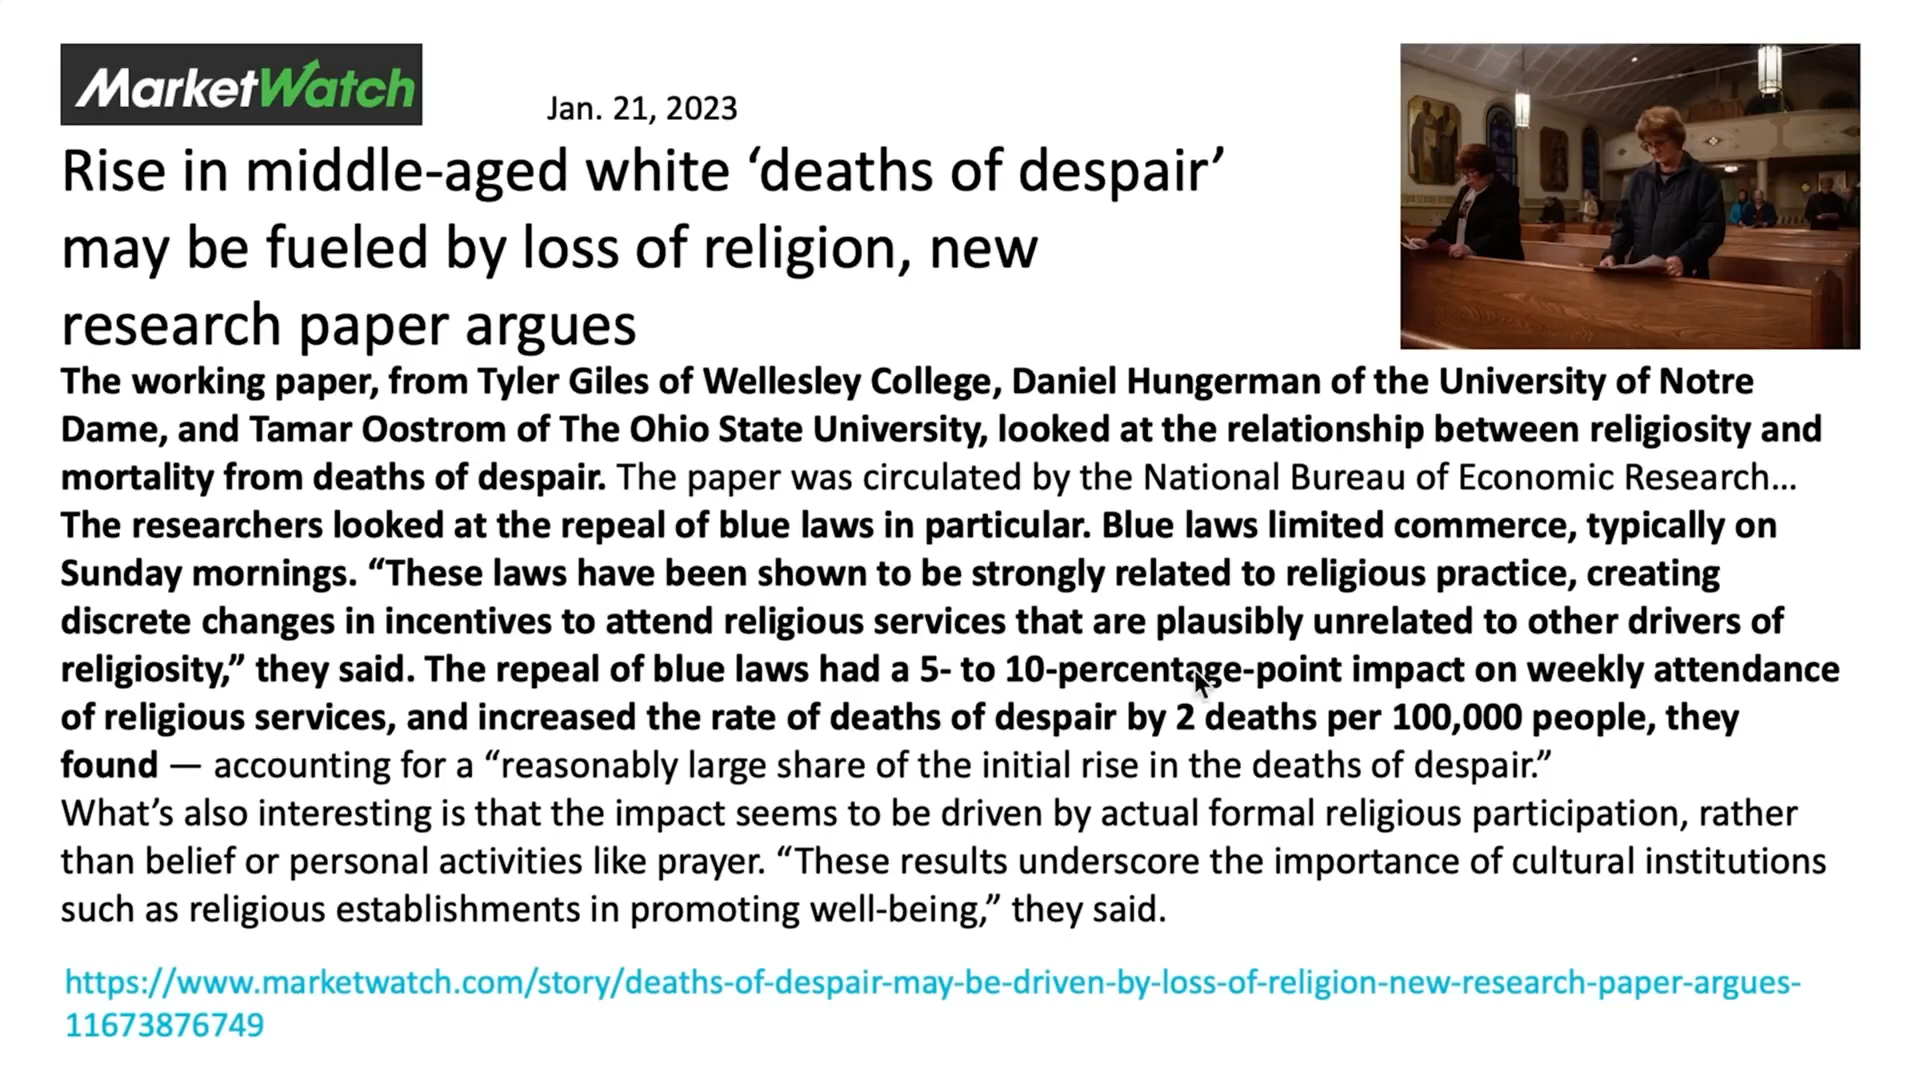 MarketWatch
Jan. 21, 2023
Rise in middle-aged white ‘deaths of despair’
may be fueled by loss of religion, new
research paper argues
The working paper, from Tyler Giles of Wellesley College, Daniel Hungerman of the University of Notre
Dame, and Tamar Oostrom of The Ohio State University, looked at the relationship between religiosity and
mortality from deaths of despair. The paper was circulated by the National Bureau of Economic Research…
The researchers looked at the repeal of blue laws in particular. Blue laws limited commerce, typically on
Sunday mornings. “These laws have been shown to be strongly related to religious practice, creating
discrete changes in incentives to attend religious services that are plausibly unrelated to other drivers of
religiosity,” they said. The repeal of blue laws had a 5- to 10-percentage-point impact on weekly attendance
of religious services, and increased the rate of deaths of despair by 2 deaths per 100,000 people, they
found — accounting for a “reasonably large share of the initial rise in the deaths of despair.”
What’s also interesting is that the impact seems to be driven by actual formal religious participation, rather
than belief or personal activities like prayer. “These results underscore the importance of cultural institutions
such as religious establishments in promoting well-being,” they said.
https://www.marketwatch.com/story/deaths-of-despair-may-be-driven-by-loss-of-religion-new-research-paper-argues-
11673876749